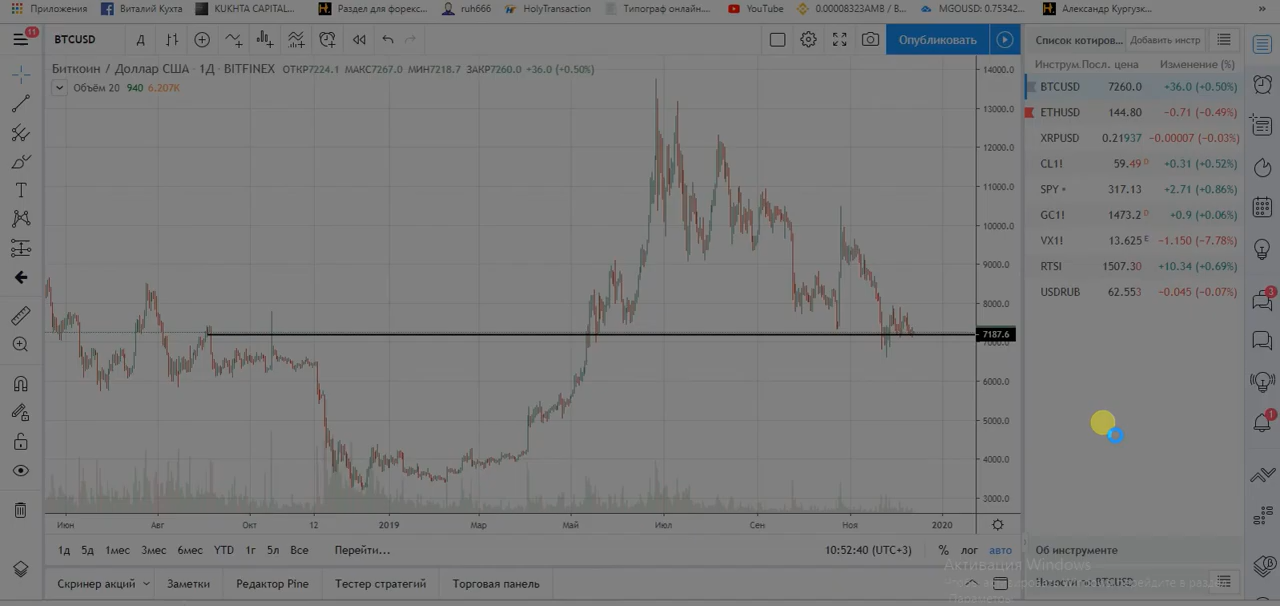 Приложения Виталий Кухта KUKHTA CAPITAL... Раздел для форекс... ruh666 HolyTransaction Типограф онлайн... YouTube 0.00008323AMB / B... MGOUSD: 0.75342... Александр Кургузк... »
11 BTCUSD Д Опубликовать Список котиров... Добавить инстр
Биткоин / Доллар США · 1Д · BITFINEX ОТКР7224.1 МАКС7267.0 МИН7218.7 ЗАКР7260.0 +36.0 (+0.50%)
Объём 20 940 6.207K
Инструм. Посл. цена Изменение (%)
BTCUSD 7260.0 +36.0 (+0.50%)
ETHUSD 144.80 −0.71 (−0.49%)
XRPUSD 0.21937 −0.00007 (−0.03%)
CL1! 59.49 D +0.31 (+0.52%)
SPY 317.13 +2.71 (+0.86%)
GC1! 1473.2 D +0.9 (+0.06%)
VX1! 13.625 E −1.150 (−7.78%)
RTSI 1507.30 +10.34 (+0.69%)
USDRUB 62.553 −0.045 (−0.07%)
3
1
14000.0
13000.0
12000.0
11000.0
10000.0
9000.0
8000.0
7187.6
7000.0
6000.0
5000.0
4000.0
3000.0
Июн Авг Окт 12 2019 Мар Май Июл Сен Ноя 2020
1д 5д 1мес 3мес 6мес YTD 1г 5л Все Перейти... 10:52:40 (UTC+3) % лог авто
Об инструменте
Активация Windows
Скринер акций Заметки Редактор Pine Тестер стратегий Торговая панель